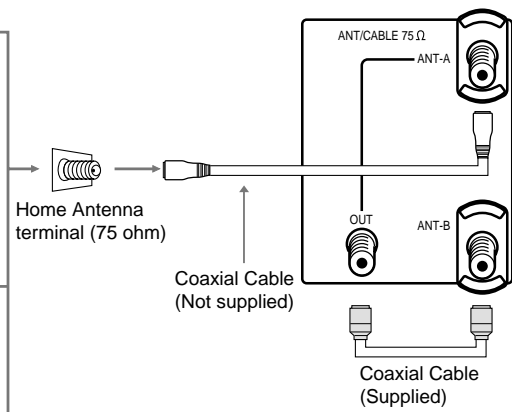 ANT/CABLE 75 Ω
ANT-A
Home Antenna
terminal (75 ohm)
OUT
ANT-B
Coaxial Cable
(Not supplied)
Coaxial Cable
(Supplied)